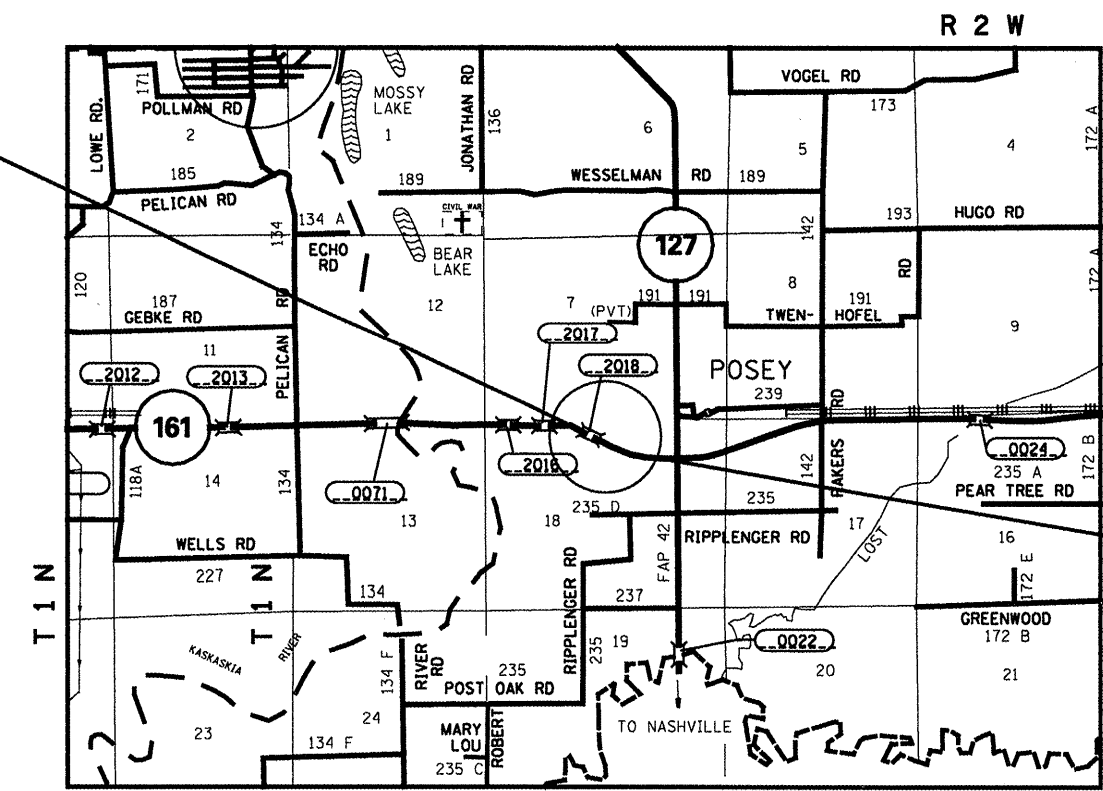 R 2 W
VOGEL RD
173
172 A
4
5
6
136
JONATHAN RD
MOSSY
LAKE
1
171
POLLMAN RD
2
LOWE RD.
185
PELICAN RD
189
WESSELMAN RD 189
142
193
HUGO RD
172 A
CIVIL WAR
134 A
134
ECHO
RD
BEAR
LAKE
127
RD
8
191
TWEN- HOFEL
9
120
187
GEBKE RD
RD
12
7
(PVT)
191 191
11
PELICAN
2012
2013
2017
2018
POSEY
239
RD
161
118A
14
134
0071
2016
13
18
235 D
142
RAKERS
0024
235 A
172 B
PEAR TREE RD
235
RIPPLENGER RD
17
16
WELLS RD
227
T 1 N
T 1 N
134
FAP 42
LOST
172 E
GREENWOOD
172 B
RIPPLENGER RD
237
235
19
0022
20
21
KASKASKIA
RIVER
134 F
RIVER
RD
235
POST OAK RD
23
24
134 F
MARY
LOU
235 C
ROBERT
TO NASHVILLE